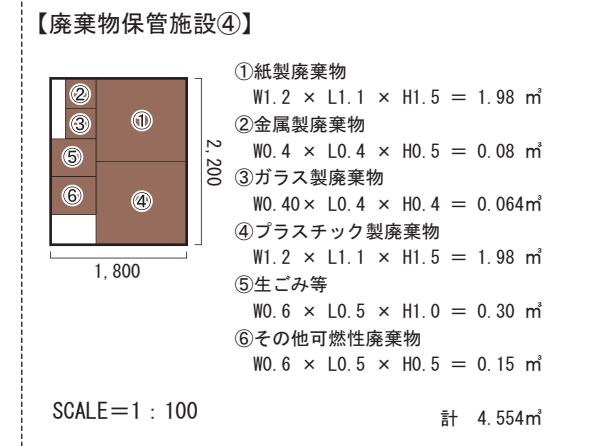 【廃棄物保管施設④】
②
①
③
⑤
⑥
④
2,200
1,800
①紙製廃棄物
W1.2 × L1.1 × H1.5 = 1.98 ㎥
②金属製廃棄物
W0.4 × L0.4 × H0.5 = 0.08 ㎥
③ガラス製廃棄物
W0.40× L0.4 × H0.4 = 0.064㎥
④プラスチック製廃棄物
W1.2 × L1.1 × H1.5 = 1.98 ㎥
⑤生ごみ等
W0.6 × L0.5 × H1.0 = 0.30 ㎥
⑥その他可燃性廃棄物
W0.6 × L0.5 × H0.5 = 0.15 ㎥
SCALE=1:100
計 4.554㎥